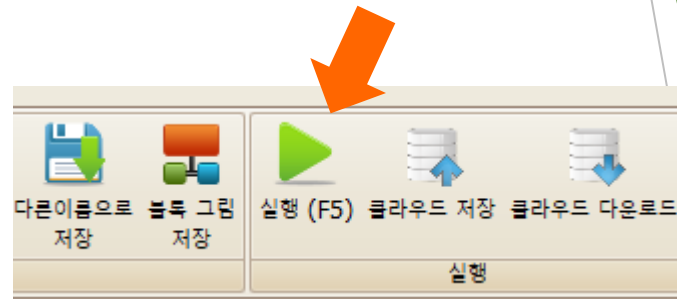 다른이름으로
저장
블록 그림
저장
실행 (F5)
클라우드 저장
클라우드 다운로드
실행